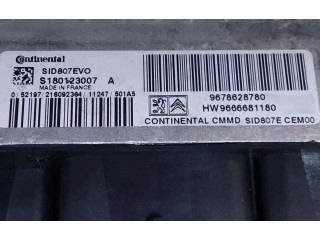 Continental
SID807EVO
S180123007 A
MADE IN FRANCE
0/52197/216092364/11247/501A5
9678628780
HW9666681180
CONTINENTAL CMMD SID807E CEM00